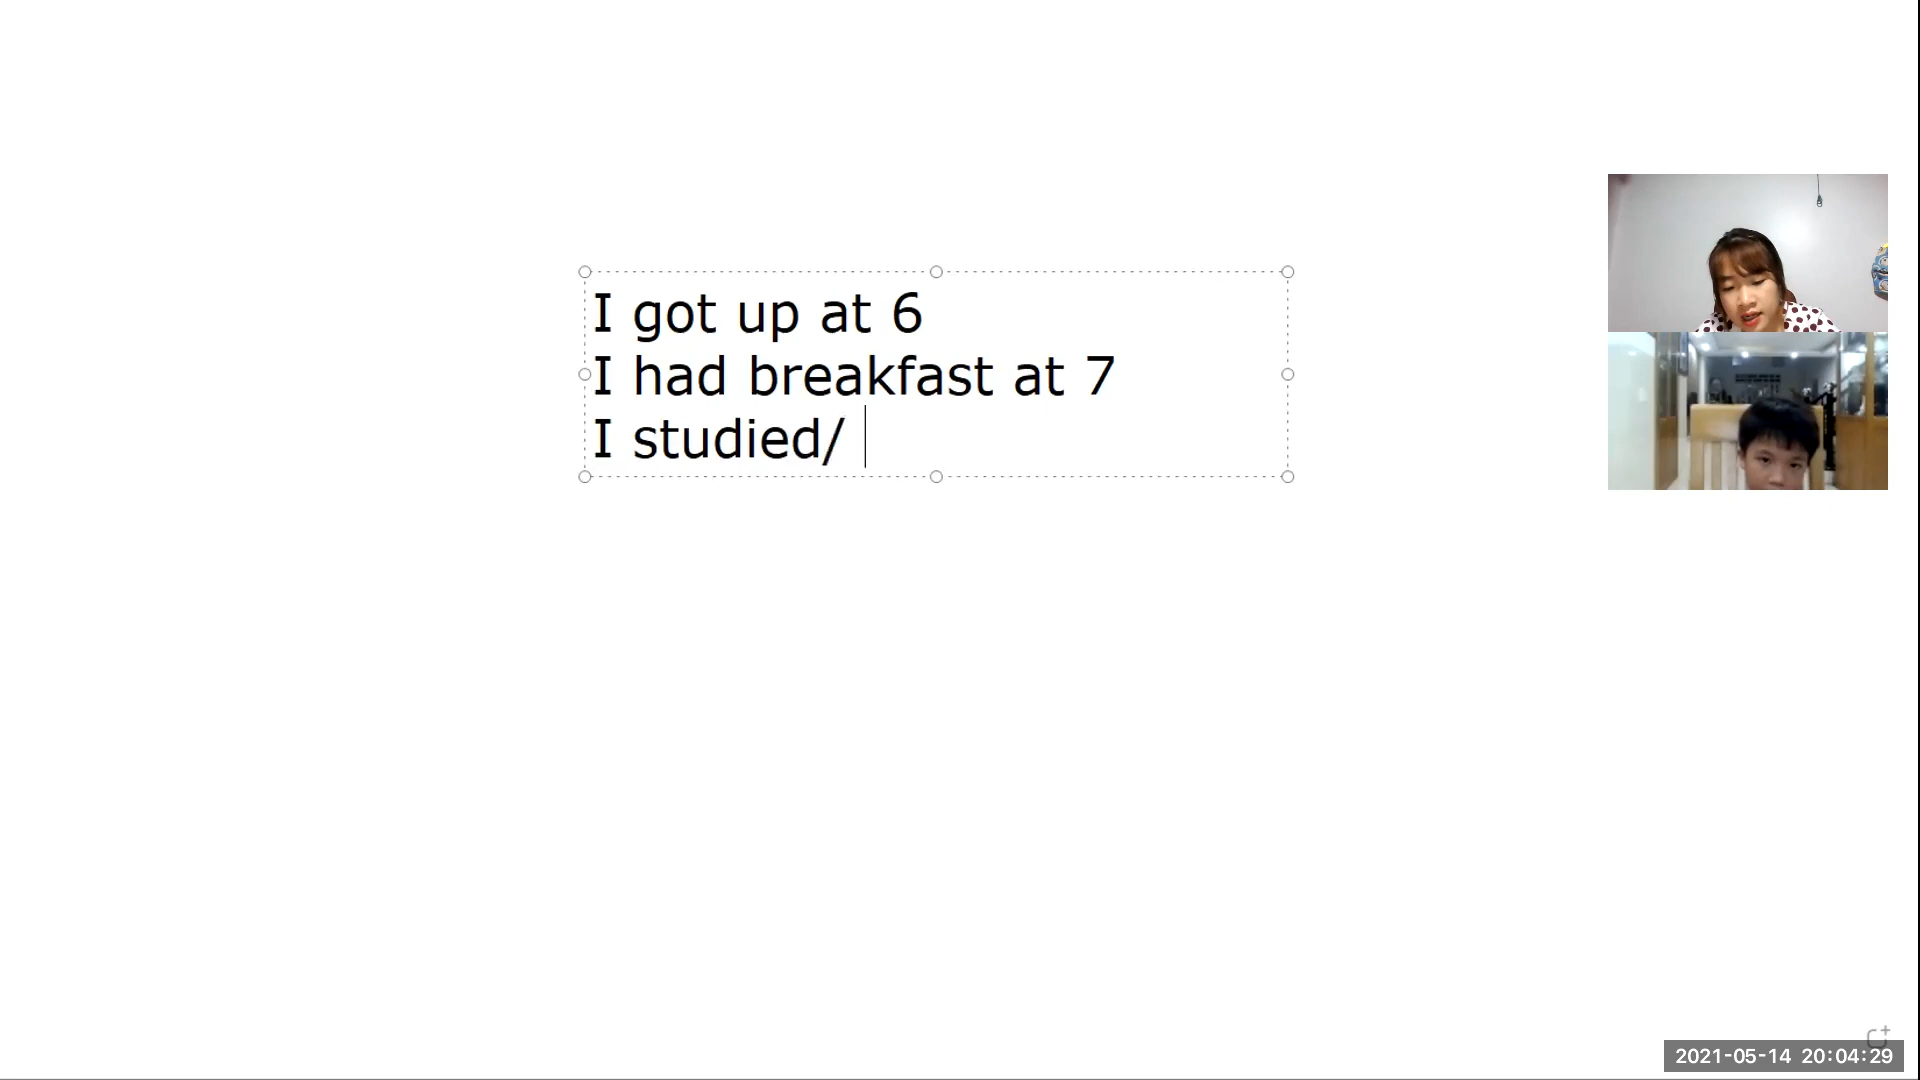 I got up at 6
I had breakfast at 7
I studied/
2021-05-14 20:04:29